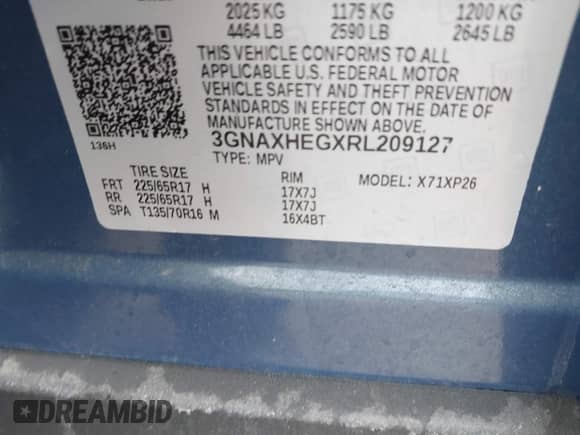 2025 KG 1175 KG 1200 KG
4464 LB 2590 LB 2645 LB
THIS VEHICLE CONFORMS TO ALL
APPLICABLE U.S. FEDERAL MOTOR
VEHICLE SAFETY AND THEFT PREVENTION
STANDARDS IN EFFECT ON THE DATE OF
MANUFACTURE SHOWN ABOVE.
136H
3GNAXHEGXRL209127
TYPE: MPV
TIRE SIZE RIM MODEL: X71XP26
FRT 225/65R17 H 17X7J
RR 225/65R17 H 17X7J
SPA T135/70R16 M 16X4BT
DREAMBID